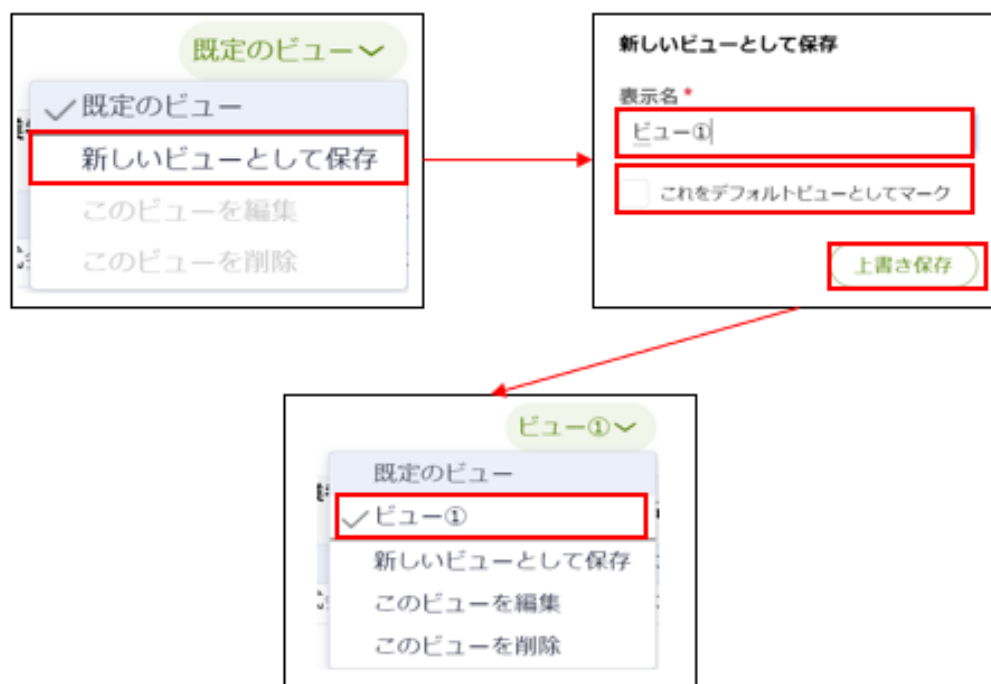 既定のビュー
既定のビュー
新しいビューとして保存
このビューを編集
このビューを削除
新しいビューとして保存
表示名*
ビュー①
これをデフォルトビューとしてマーク
上書き保存
ビュー①
既定のビュー
ビュー①
新しいビューとして保存
このビューを編集
このビューを削除